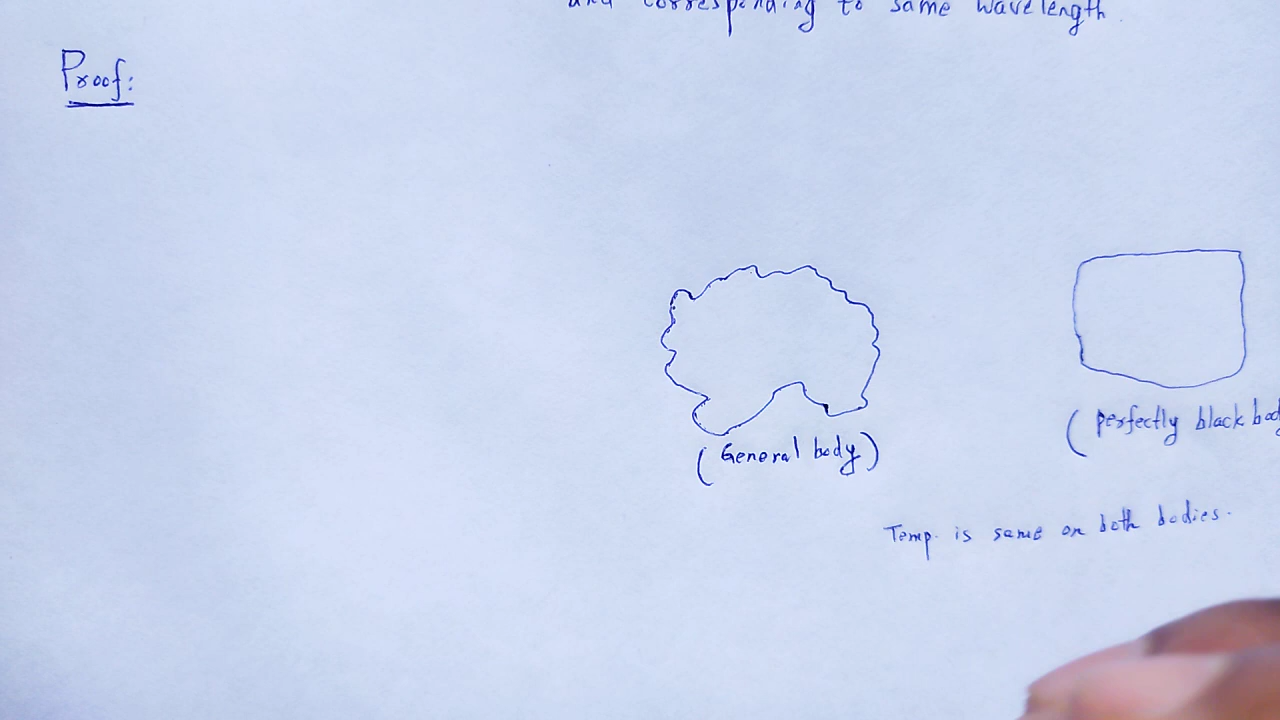 and corresponding to same wavelength
Proof:
(General body)
(perfectly black bod
Temp. is same on both bodies.